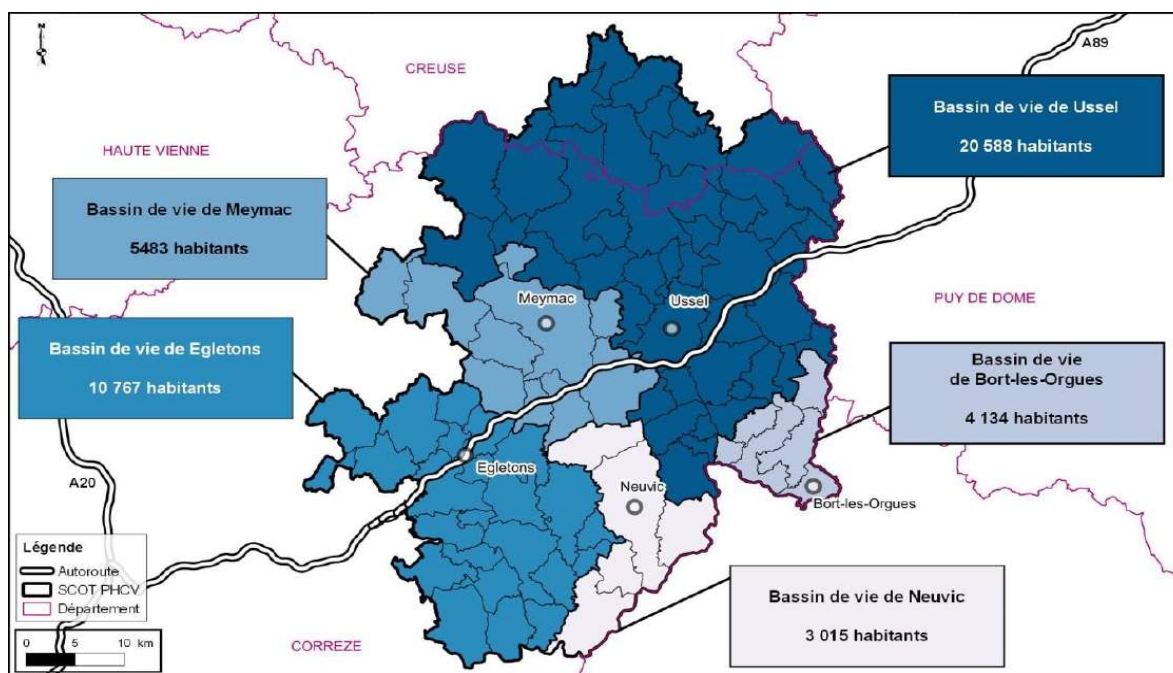 N
CREUSE
A89
Bassin de vie de Ussel
20 588 habitants
HAUTE VIENNE
Bassin de vie de Meymac
5483 habitants
Meymac
Ussel
PUY DE DOME
Bassin de vie de Egletons
10 767 habitants
Bassin de vie
de Bort-les-Orgues
4 134 habitants
Egletons
A20
Neuvic
Bort-les-Orgues
Légende
Autoroute
SCOT PHCV
Département
0 5 10 km
CORREZE
Bassin de vie de Neuvic
3 015 habitants